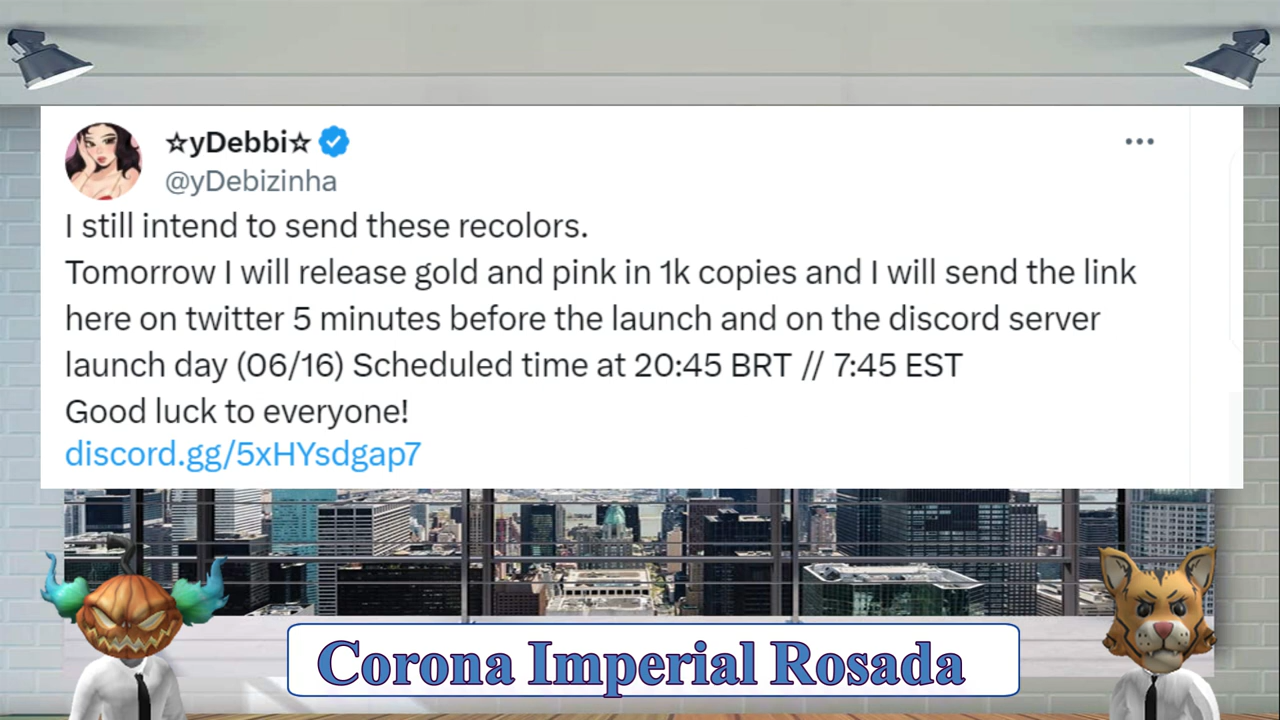 ☆yDebbi☆
@yDebizinha
I still intend to send these recolors.
Tomorrow I will release gold and pink in 1k copies and I will send the link
here on twitter 5 minutes before the launch and on the discord server
launch day (06/16) Scheduled time at 20:45 BRT // 7:45 EST
Good luck to everyone!
discord.gg/5xHYsdgap7
Corona Imperial Rosada